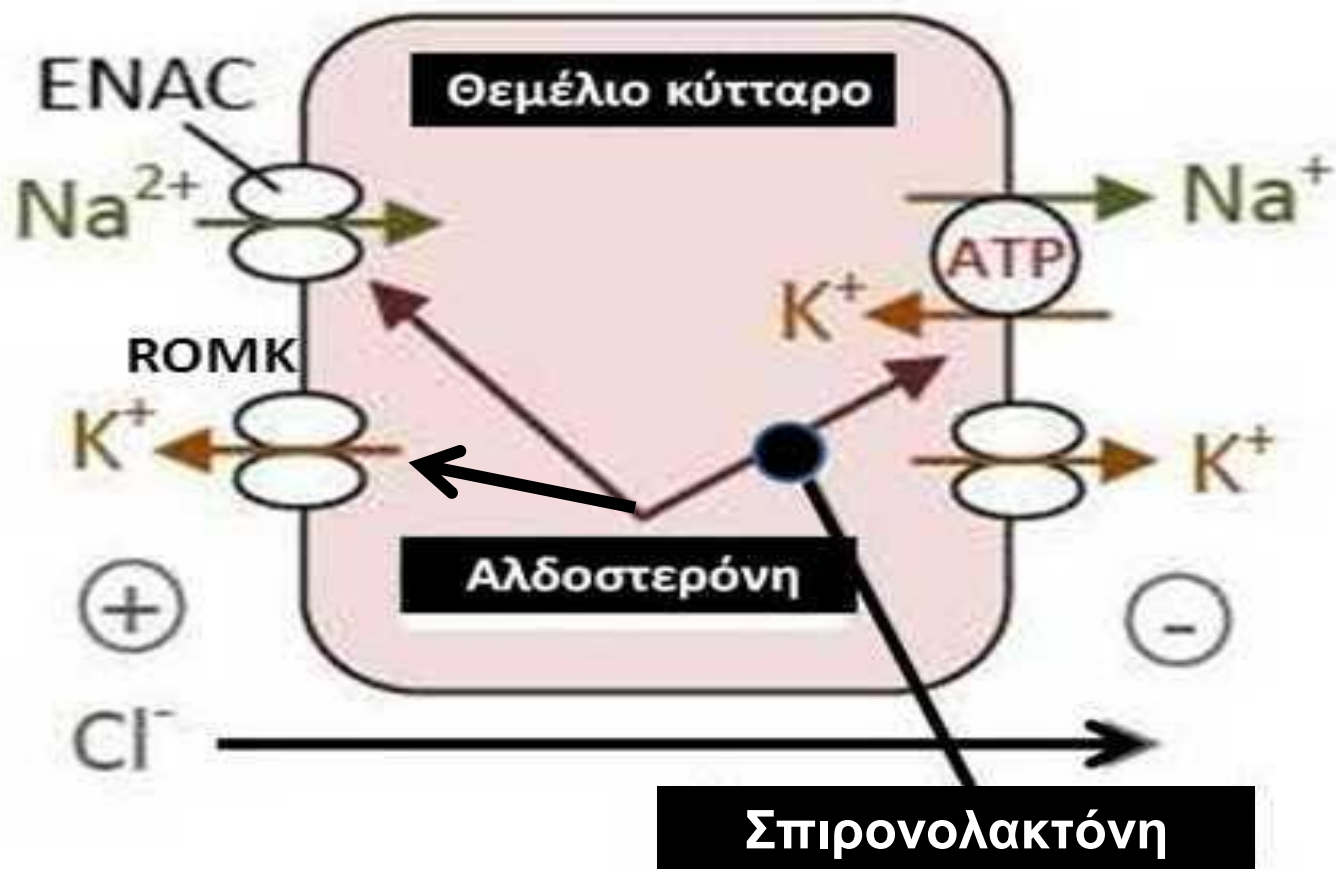 ENAC
Θεμέλιο κύτταρο
Na²⁺
Na⁺
ATP
K⁺
ROMK
K⁺
K⁺
Αλδοστερόνη
+
-
Cl⁻
Σπιρονολακτόνη